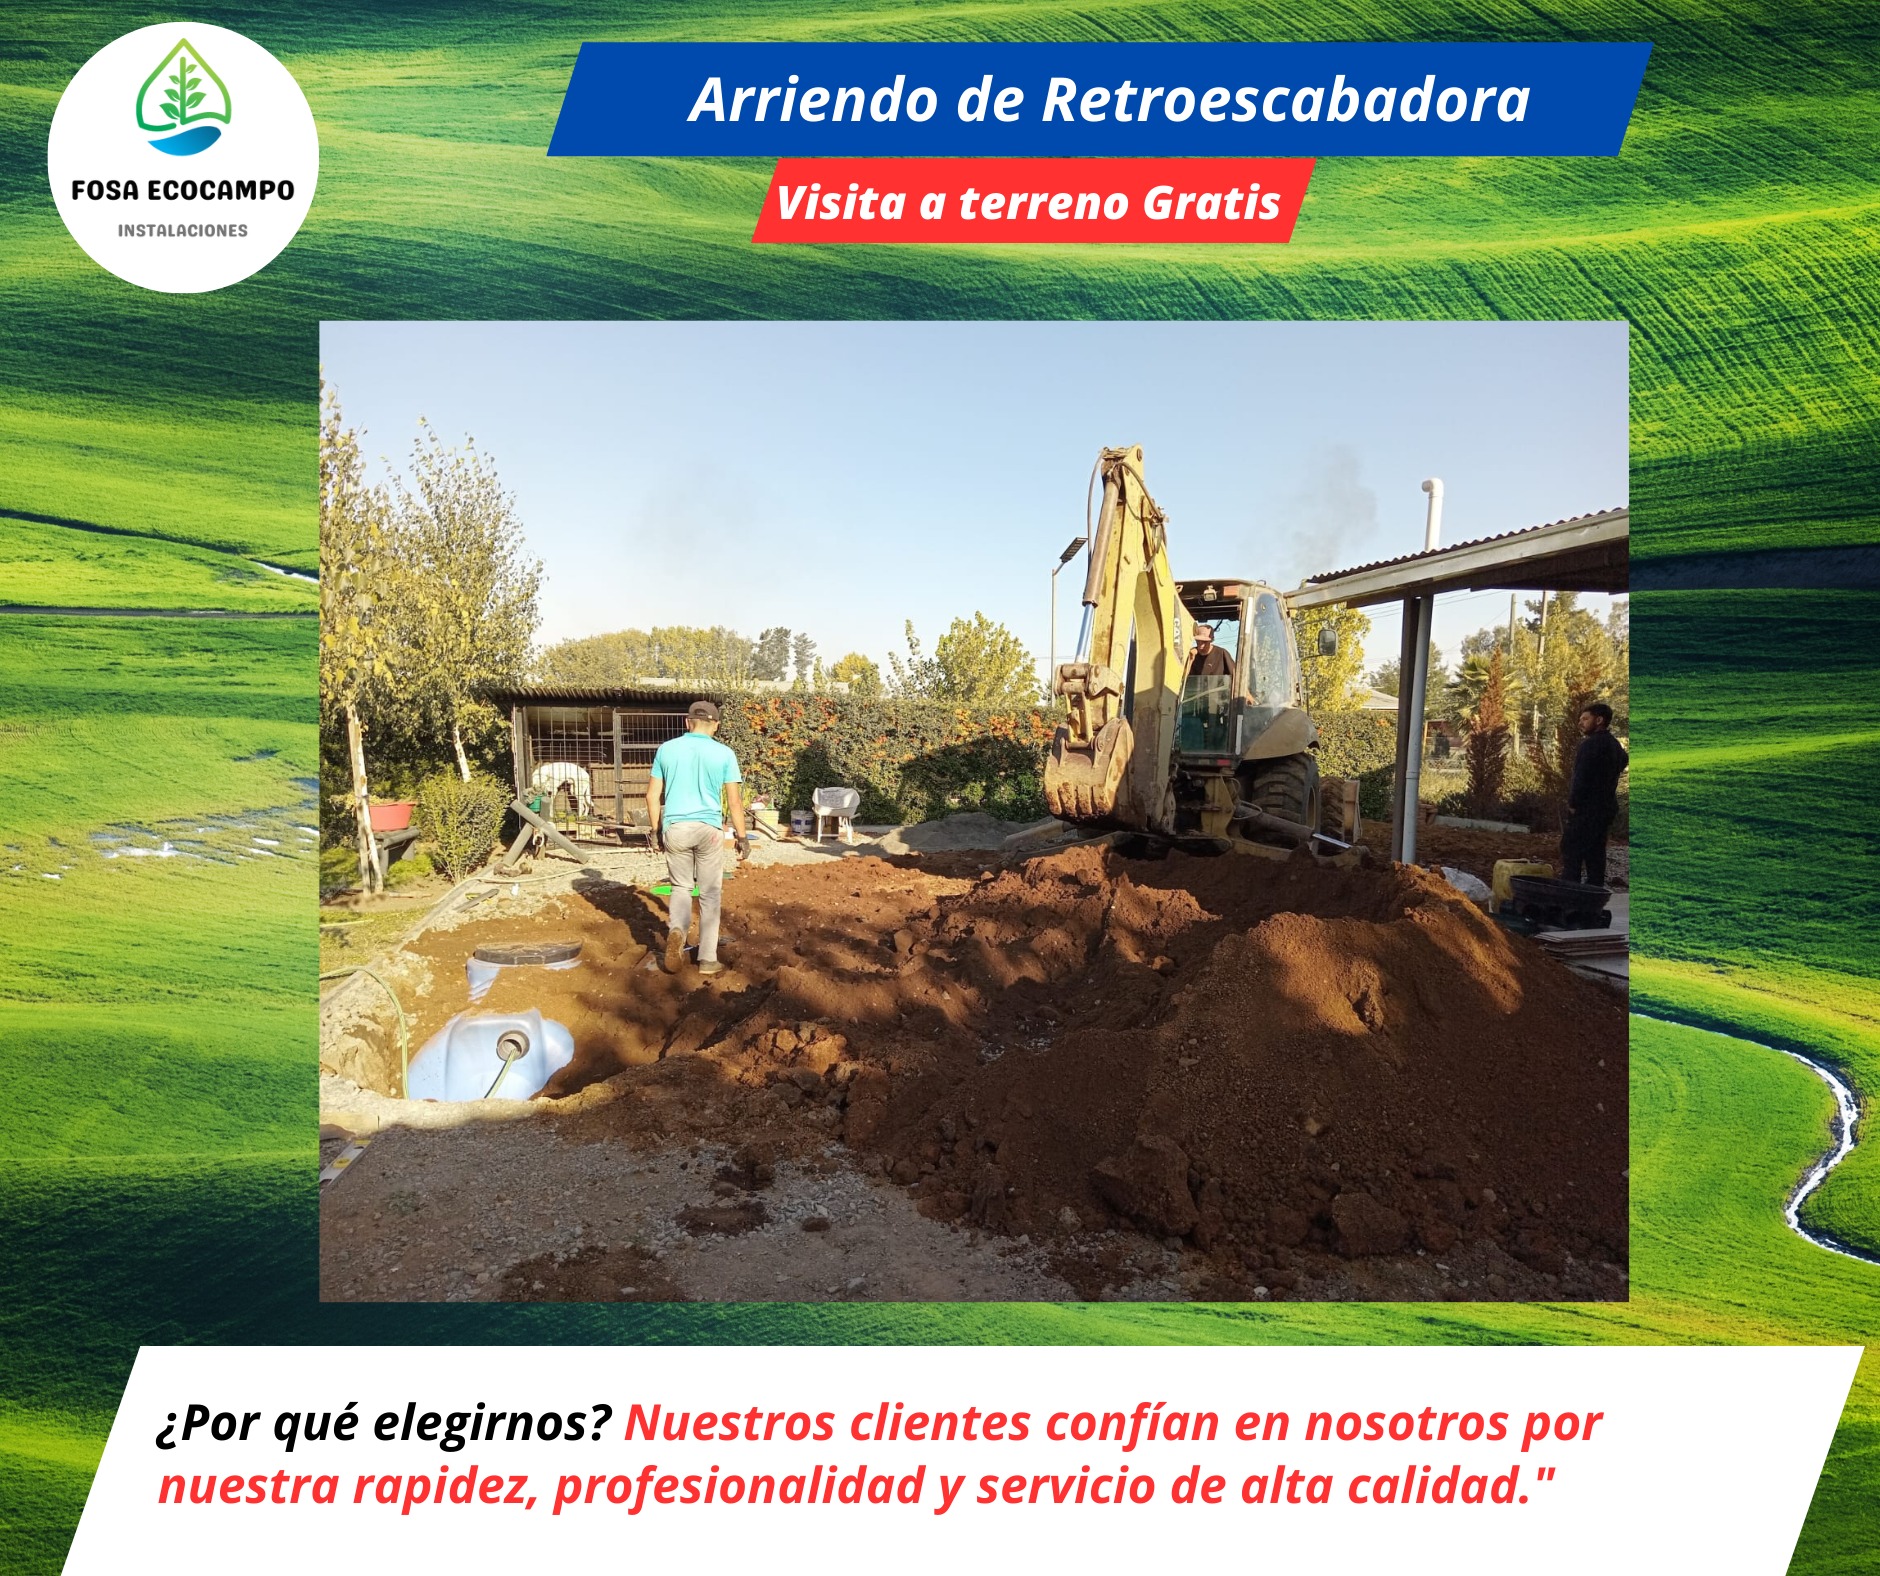 FOSA ECOCAMPO
INSTALACIONES
Arriendo de Retroescabadora
Visita a terreno Gratis
¿Por qué elegirnos? Nuestros clientes confían en nosotros por
nuestra rapidez, profesionalidad y servicio de alta calidad."